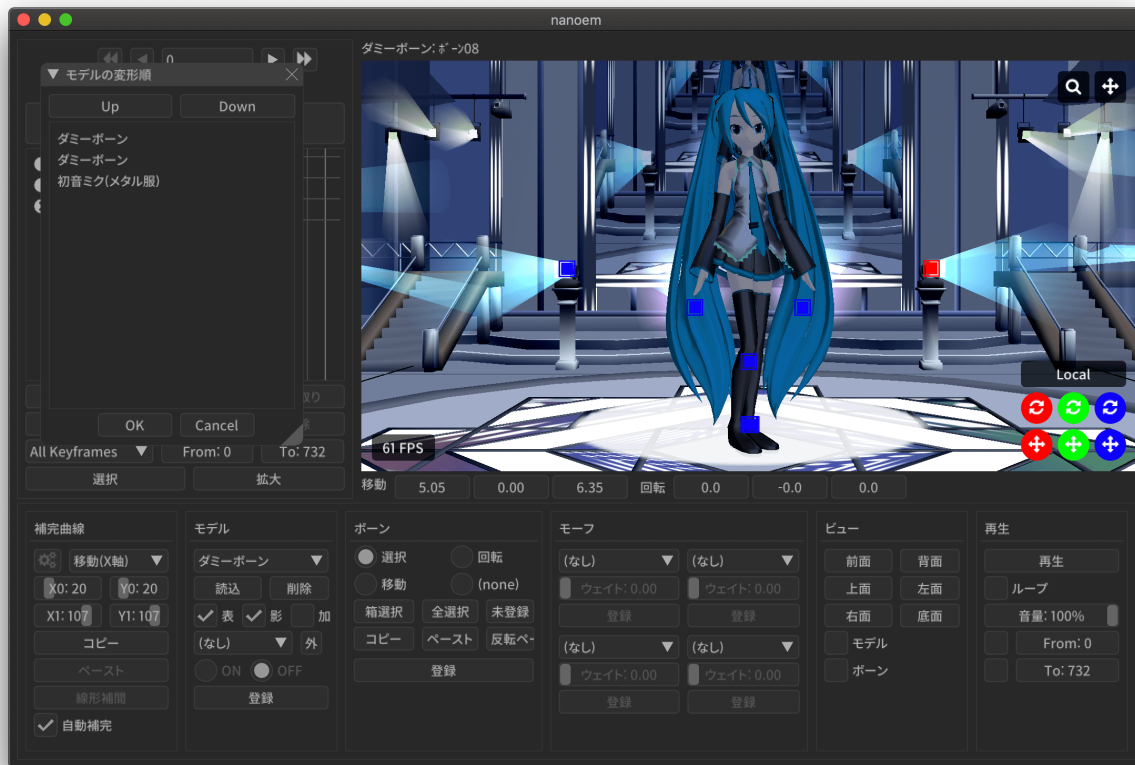 nanoem
0
ダミーボーン: ﾎﾞｰﾝ08
モデルの変形順
Up
Down
ダミーボーン
ダミーボーン
初音ミク(メタル服)
OK
Cancel
All Keyframes
From: 0
To: 732
選択
拡大
61 FPS
Local
移動
5.05
0.00
6.35
回転
0.0
-0.0
0.0
補完曲線
移動(X軸)
X0: 20
Y0: 20
X1: 107
Y1: 107
コピー
ペースト
線形補間
自動補完
モデル
ダミーボーン
読込
削除
表
影
加
(なし)
外
ON
OFF
登録
ボーン
選択
回転
移動
(none)
箱選択
全選択
未登録
コピー
ペースト
反転ペー
登録
モーフ
(なし)
(なし)
ウェイト: 0.00
ウェイト: 0.00
登録
登録
(なし)
(なし)
ウェイト: 0.00
ウェイト: 0.00
登録
登録
ビュー
前面
背面
上面
左面
右面
底面
モデル
ボーン
再生
再生
ループ
音量: 100%
From: 0
To: 732